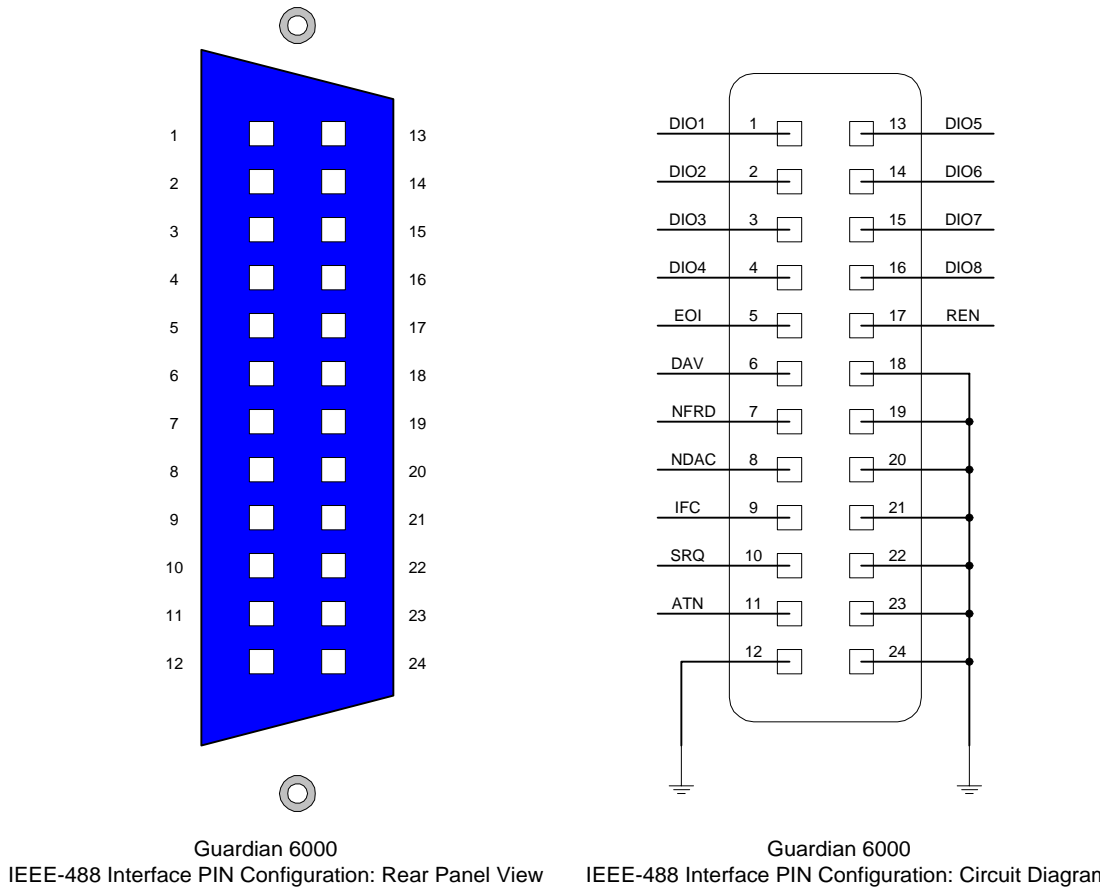 1 13
2 14
3 15
4 16
5 17
6 18
7 19
8 20
9 21
10 22
11 23
12 24
Guardian 6000
IEEE-488 Interface PIN Configuration: Rear Panel View
DIO1 1 13 DIO5
DIO2 2 14 DIO6
DIO3 3 15 DIO7
DIO4 4 16 DIO8
EOI 5 17 REN
DAV 6 18
NFRD 7 19
NDAC 8 20
IFC 9 21
SRQ 10 22
ATN 11 23
12 24
Guardian 6000
IEEE-488 Interface PIN Configuration: Circuit Diagran